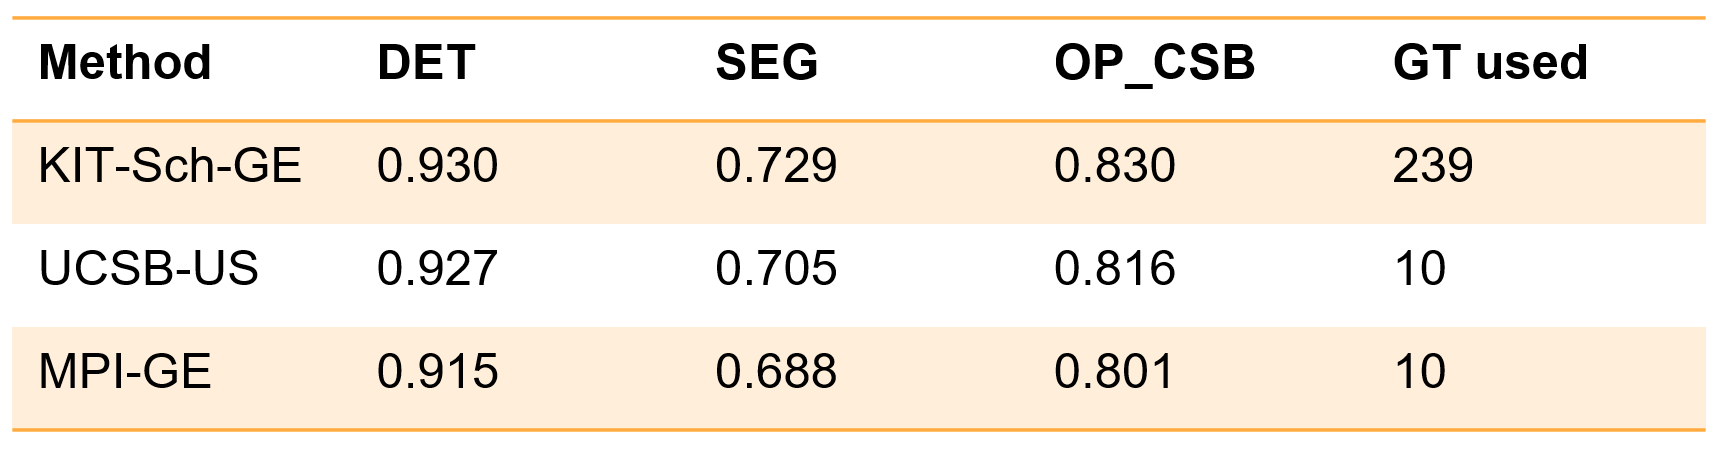 Method DET SEG OP_CSB GT used
KIT-Sch-GE 0.930 0.729 0.830 239
UCSB-US 0.927 0.705 0.816 10
MPI-GE 0.915 0.688 0.801 10